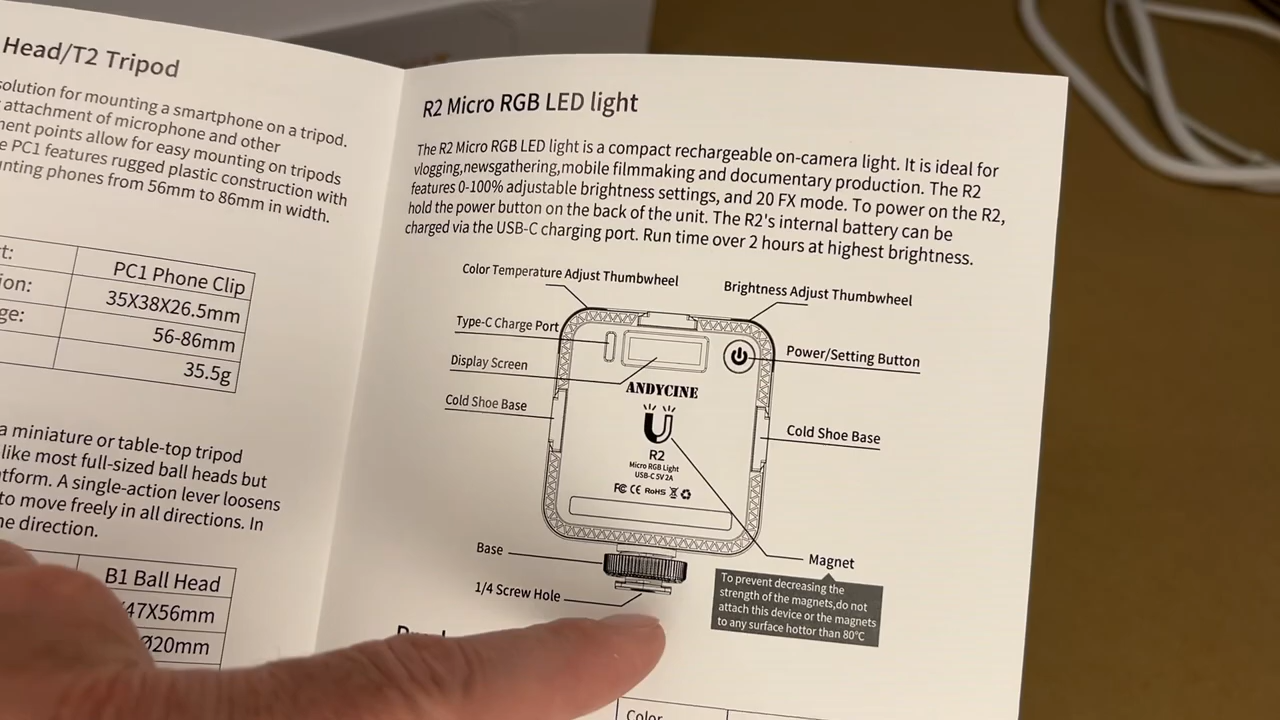 Head/T2 Tripod
solution for mounting a smartphone on a tripod.
attachment of microphone and other
ment points allow for easy mounting on tripods
e PC1 features rugged plastic construction with
nting phones from 56mm to 86mm in width.
t:
PC1 Phone Clip
ion:
35X38X26.5mm
ge:
56-86mm
35.5g
a miniature or table-top tripod
like most full-sized ball heads but
tform. A single-action lever loosens
to move freely in all directions. In
ne direction.
B1 Ball Head
47X56mm
Ø20mm
R2 Micro RGB LED light
The R2 Micro RGB LED light is a compact rechargeable on-camera light. It is ideal for
vlogging,newsgathering,mobile filmmaking and documentary production. The R2
features 0-100% adjustable brightness settings, and 20 FX mode. To power on the R2,
hold the power button on the back of the unit. The R2's internal battery can be
charged via the USB-C charging port. Run time over 2 hours at highest brightness.
Color Temperature Adjust Thumbwheel
Brightness Adjust Thumbwheel
Type-C Charge Port
Power/Setting Button
Display Screen
ANDYCINE
Cold Shoe Base
Cold Shoe Base
R2
Micro RGB Light
USB-C 5V 2A
FC CE RoHS
Base
Magnet
1/4 Screw Hole
To prevent decreasing the
strength of the magnets,do not
attach this device or the magnets
to any surface hottor than 80°C
Color